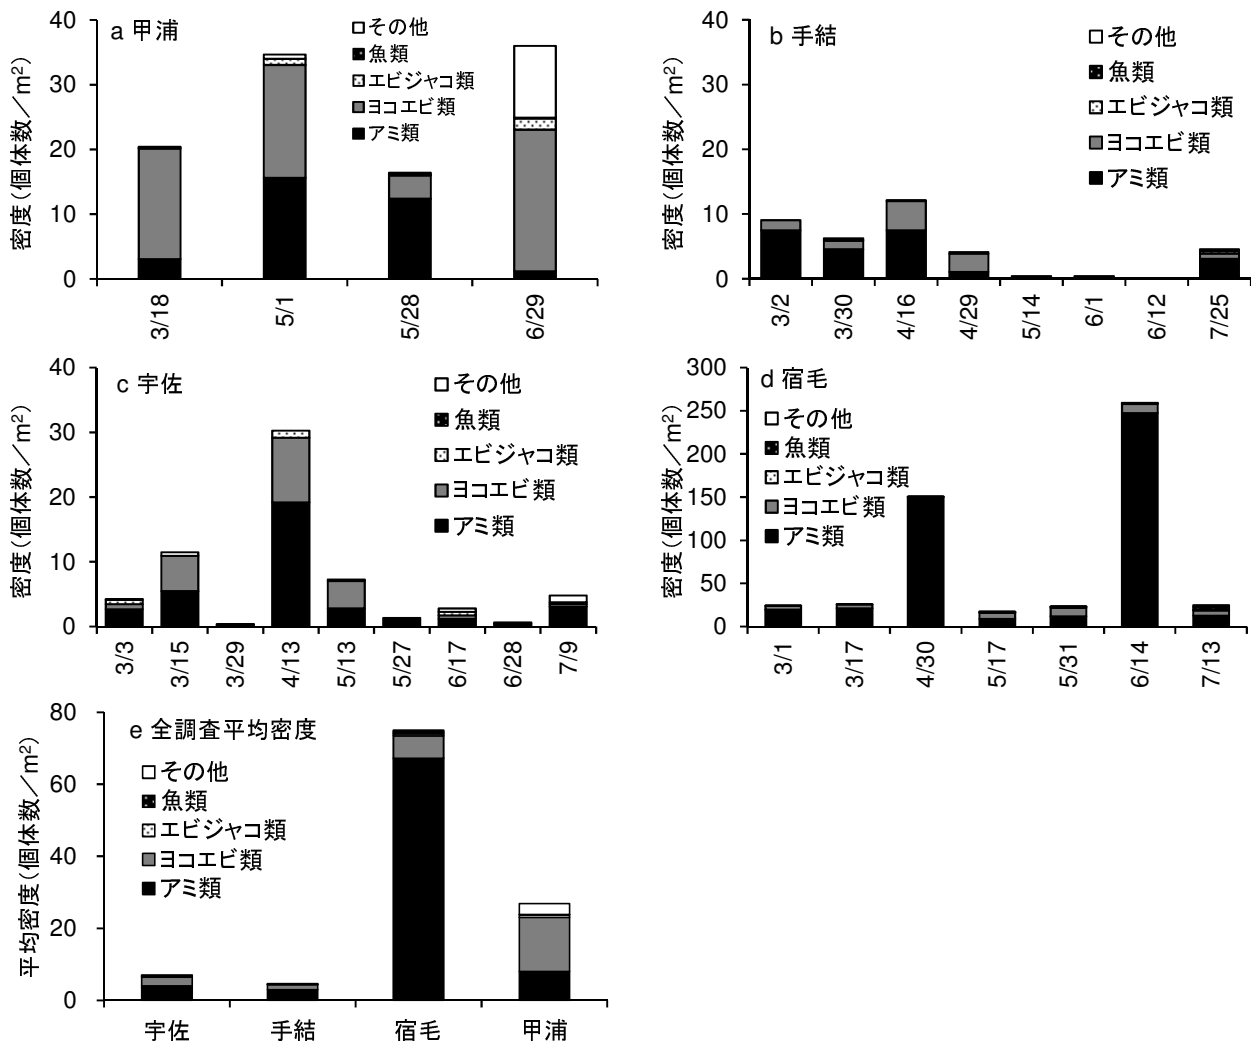 a 甲浦
その他
魚類
エビジャコ類
ヨコエビ類
アミ類
密度(個体数／m²)
40
30
20
10
0
3/18
5/1
5/28
6/29
b 手結
その他
魚類
エビジャコ類
ヨコエビ類
アミ類
密度(個体数／m²)
40
30
20
10
0
3/2
3/30
4/16
4/29
5/14
6/1
6/12
7/25
c 宇佐
その他
魚類
エビジャコ類
ヨコエビ類
アミ類
密度(個体数／m²)
40
30
20
10
0
3/3
3/15
3/29
4/13
5/13
5/27
6/17
6/28
7/9
d 宿毛
その他
魚類
エビジャコ類
ヨコエビ類
アミ類
密度(個体数／m²)
300
250
200
150
100
50
0
3/1
3/17
4/30
5/17
5/31
6/14
7/13
e 全調査平均密度
その他
魚類
エビジャコ類
ヨコエビ類
アミ類
平均密度(個体数／m²)
80
60
40
20
0
宇佐
手結
宿毛
甲浦